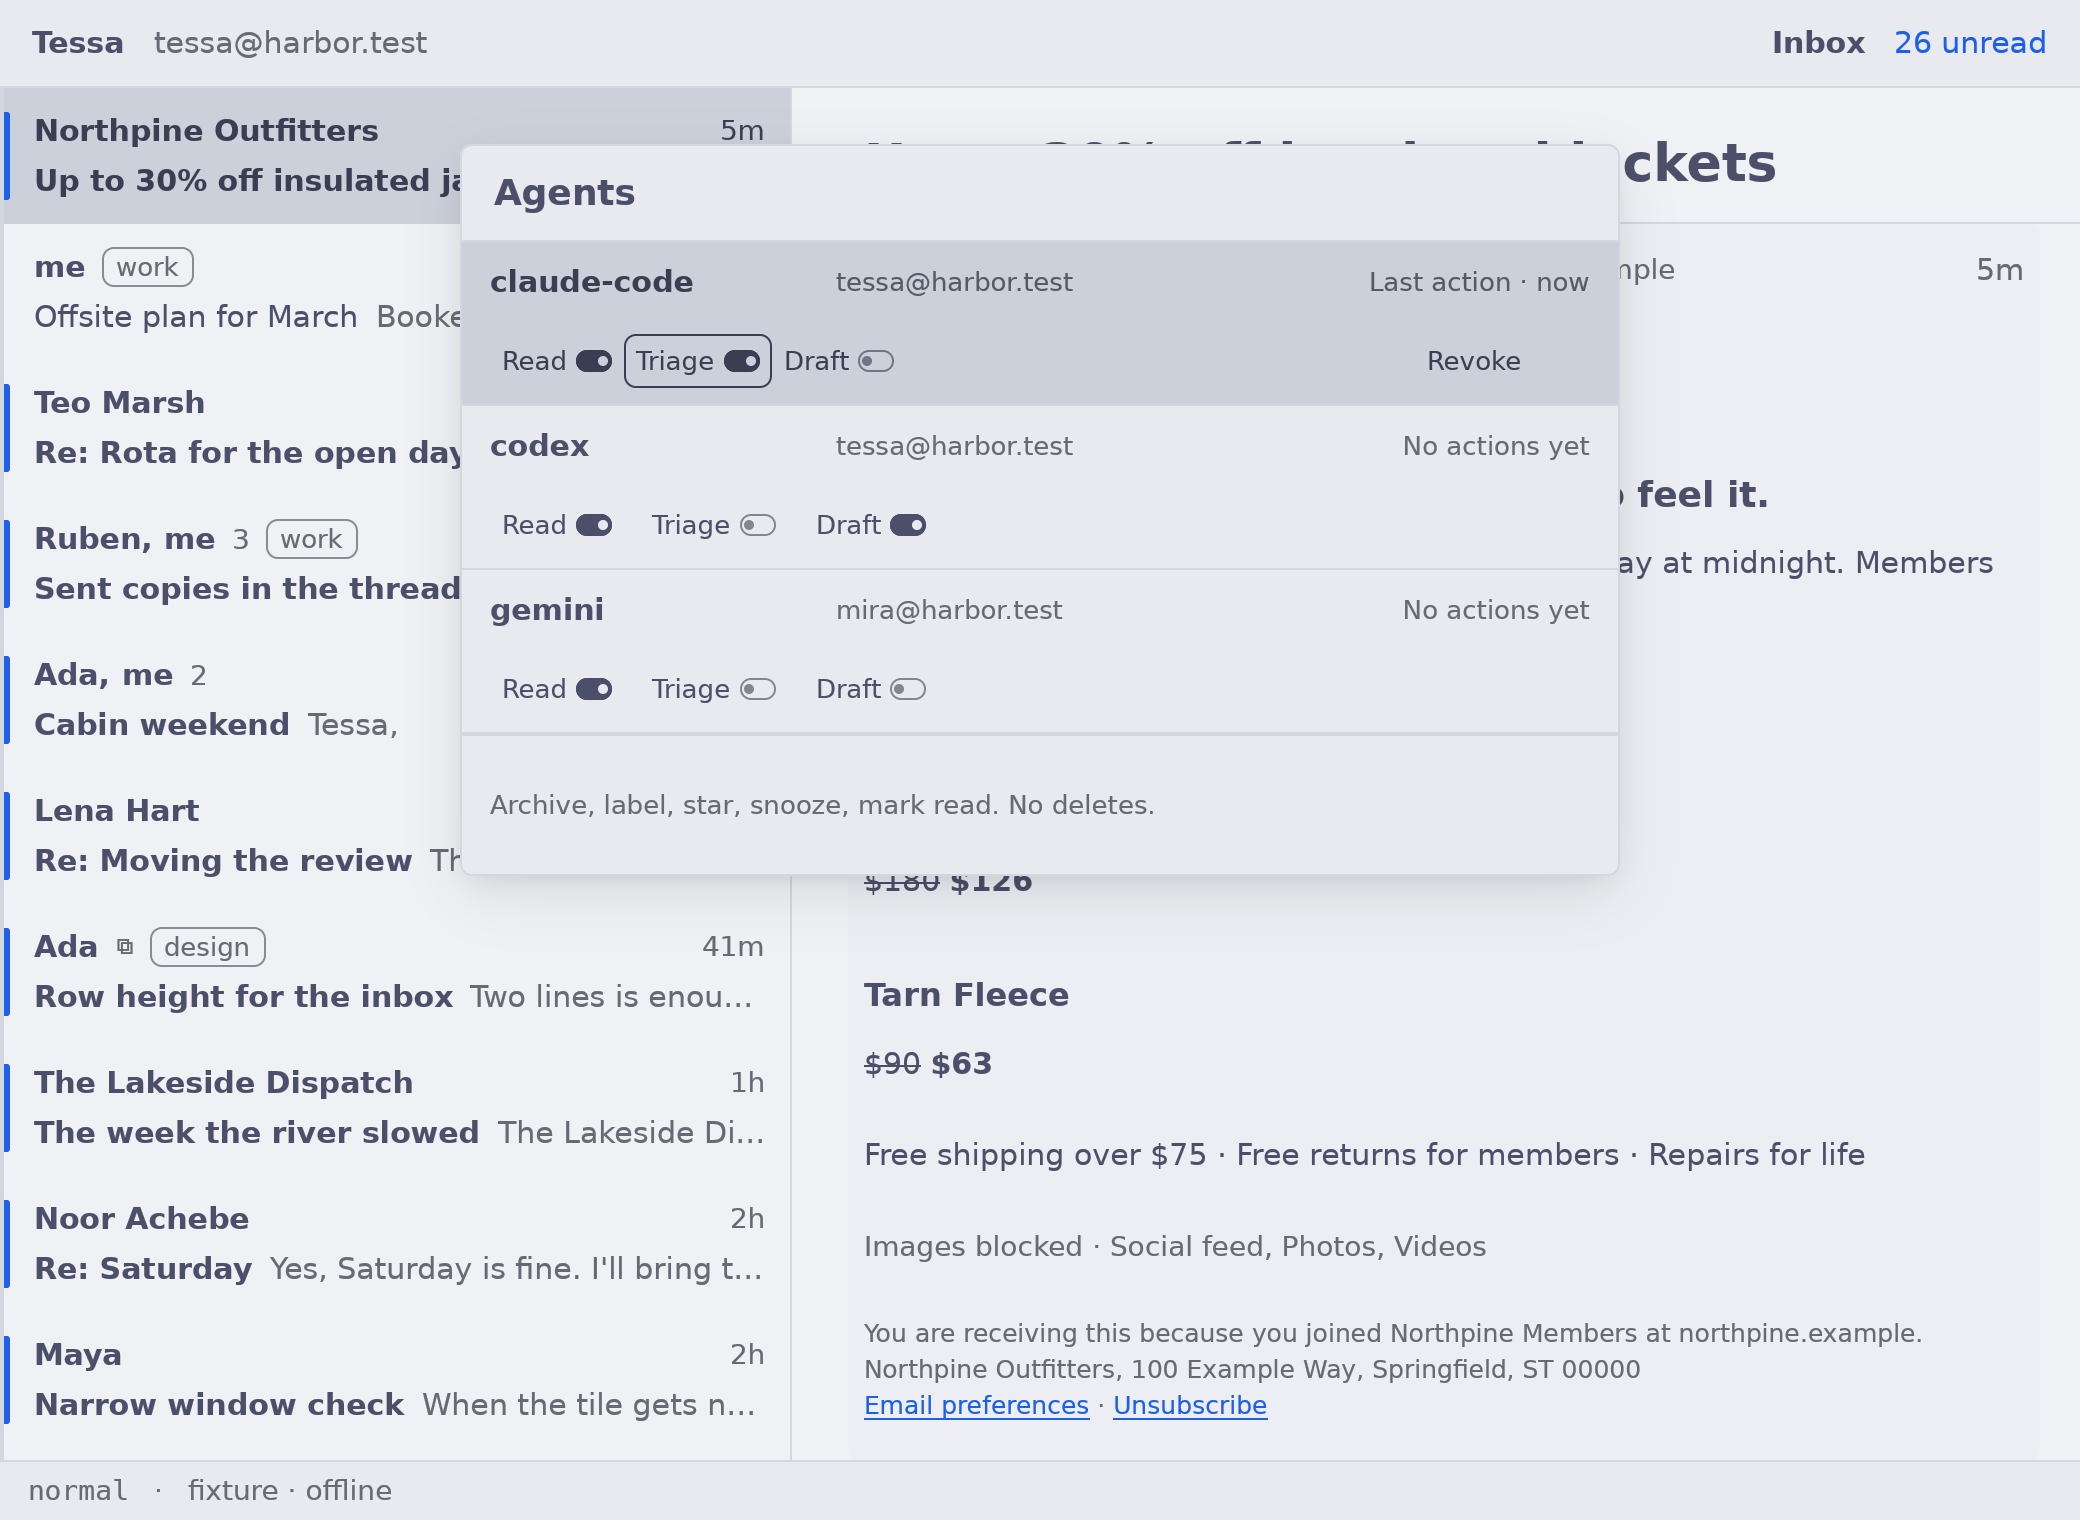 Tessa tessa@harbor.test Inbox 26 unread
Northpine Outfitters 5m
Up to 30% off insulated ja
me work
Offsite plan for March Booke
Teo Marsh
Re: Rota for the open day
Ruben, me 3 work
Sent copies in the thread
Ada, me 2
Cabin weekend Tessa,
Lena Hart
Re: Moving the review Th
Ada design 41m
Row height for the inbox Two lines is enou…
The Lakeside Dispatch 1h
The week the river slowed The Lakeside Di…
Noor Achebe 2h
Re: Saturday Yes, Saturday is fine. I'll bring t…
Maya 2h
Narrow window check When the tile gets n…
Agents
claude-code tessa@harbor.test Last action · now
Read Triage Draft Revoke
codex tessa@harbor.test No actions yet
Read Triage Draft
gemini mira@harbor.test No actions yet
Read Triage Draft
Archive, label, star, snooze, mark read. No deletes.
ckets
mple 5m
feel it.
ay at midnight. Members
$180 $126
Tarn Fleece
$90 $63
Free shipping over $75 · Free returns for members · Repairs for life
Images blocked · Social feed, Photos, Videos
You are receiving this because you joined Northpine Members at northpine.example.
Northpine Outfitters, 100 Example Way, Springfield, ST 00000
Email preferences · Unsubscribe
normal · fixture · offline